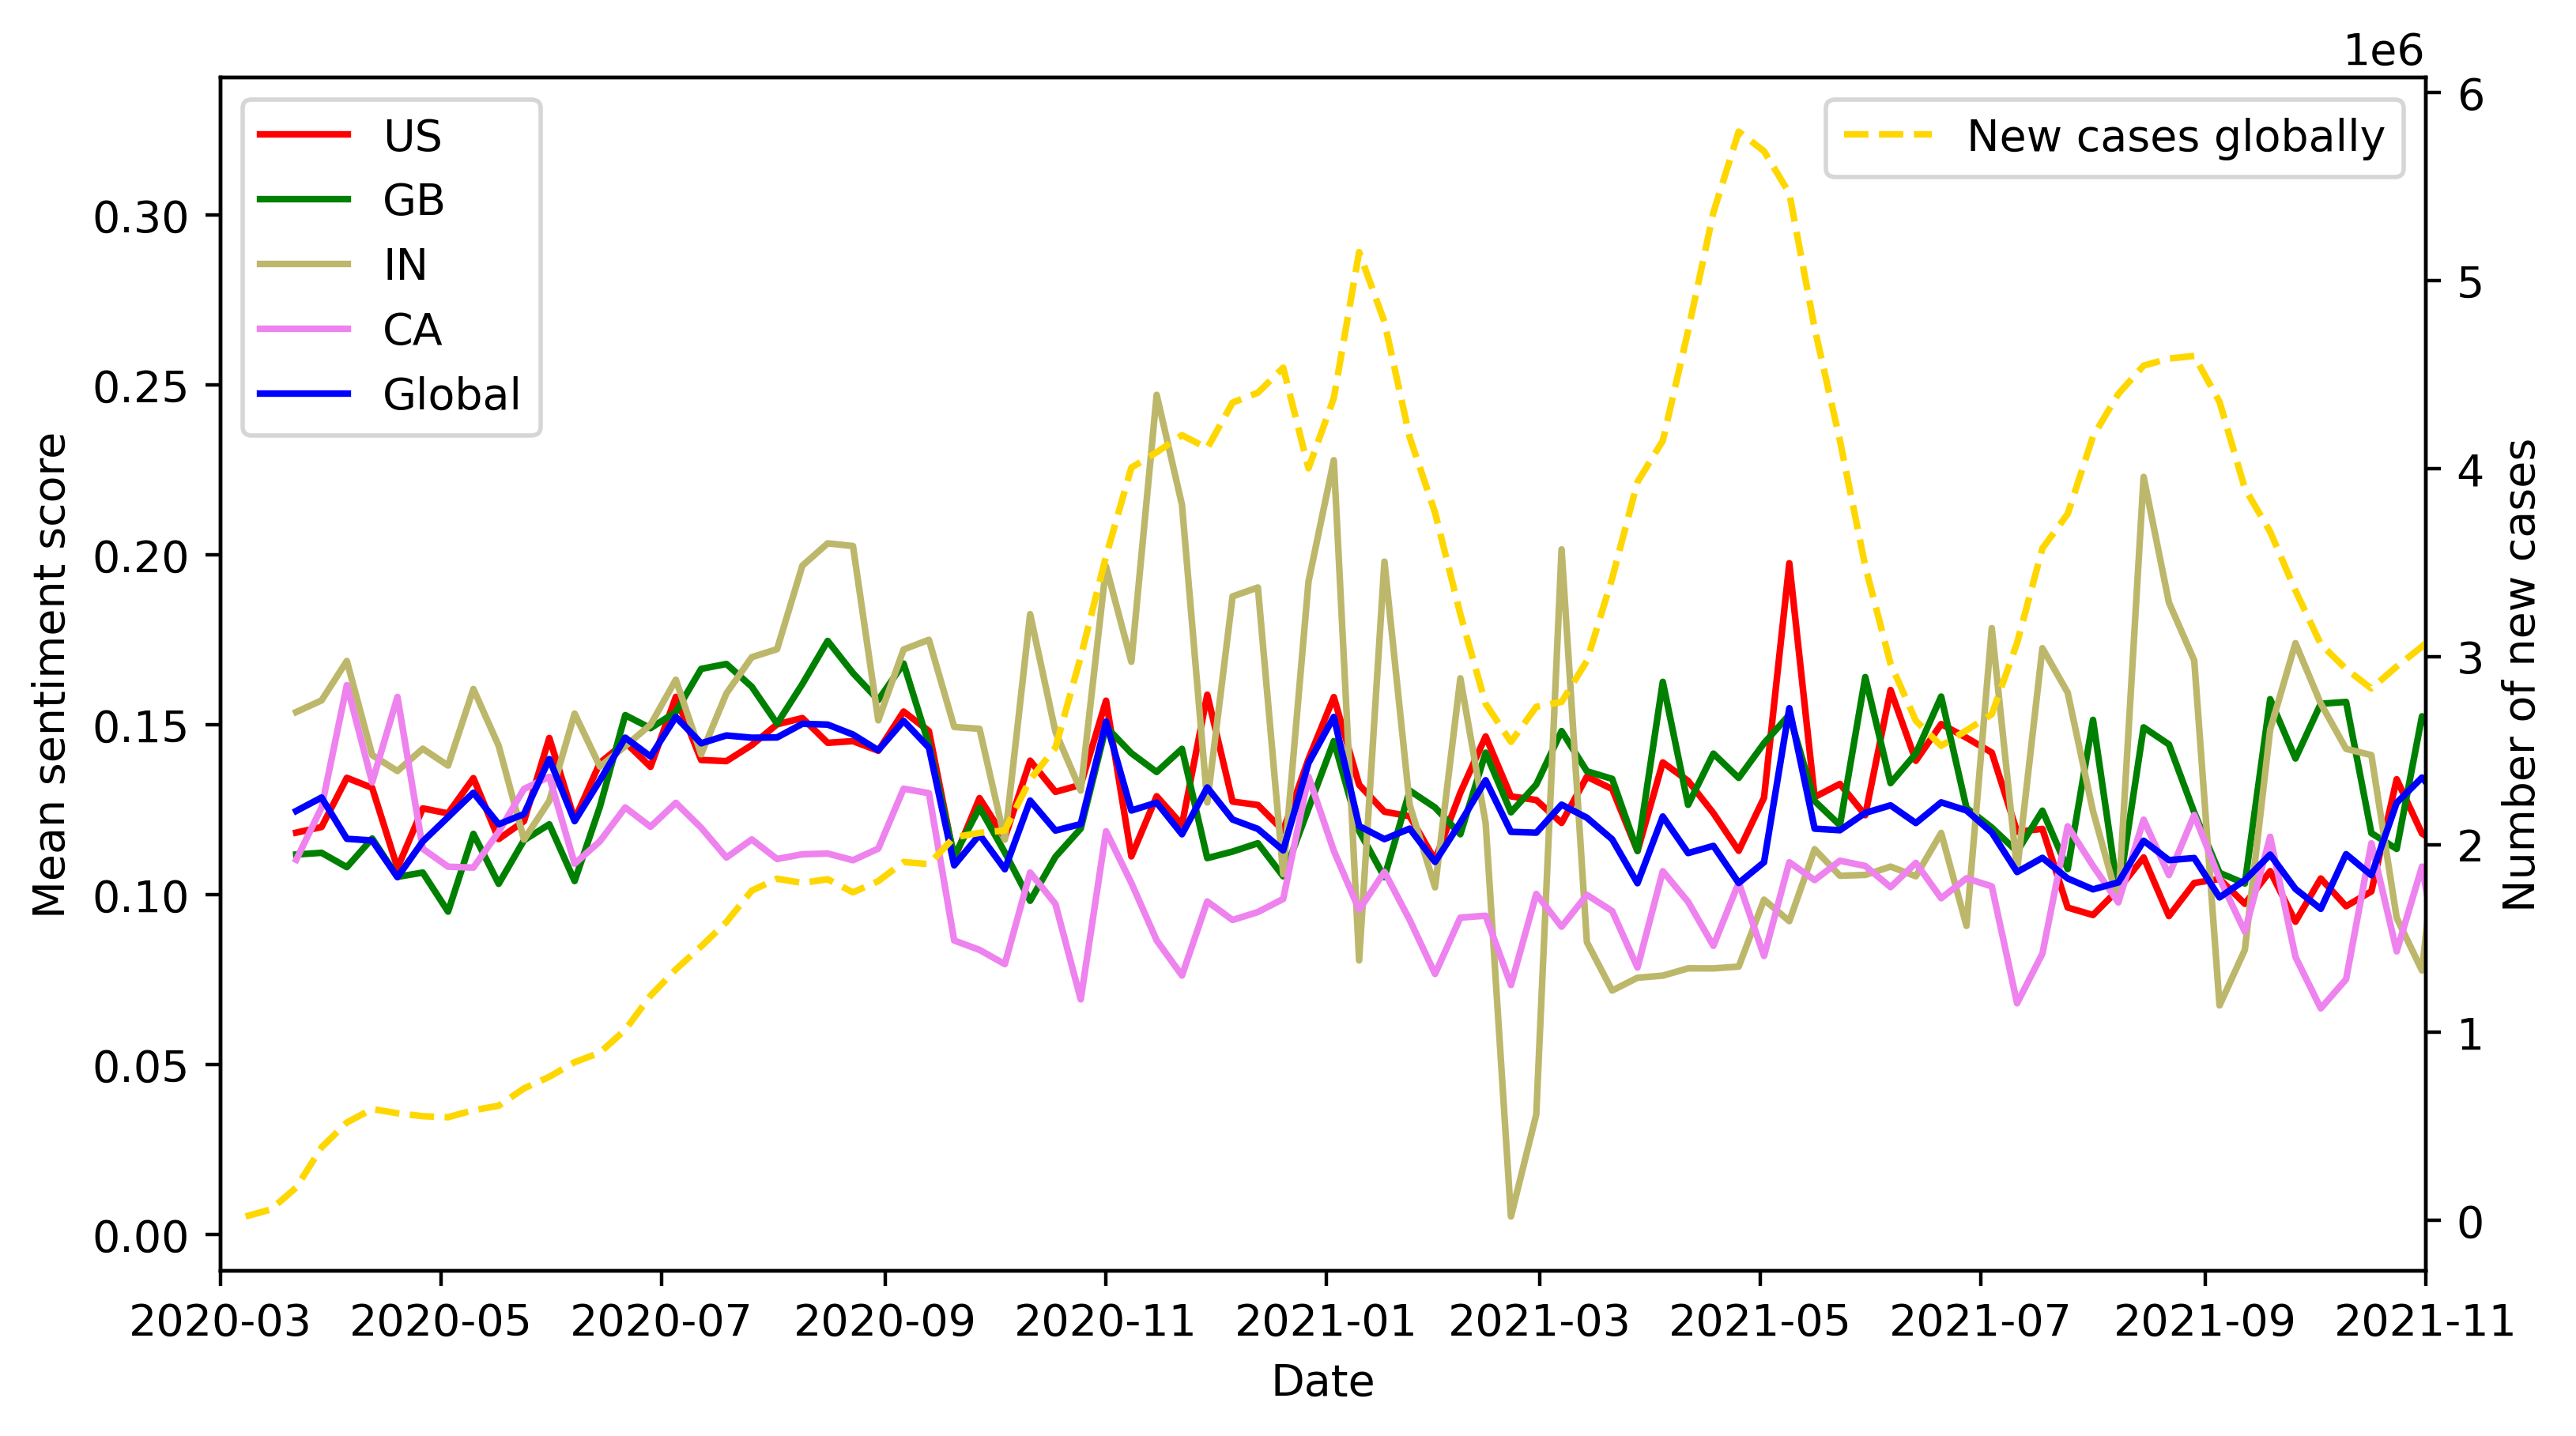 1e6
US
GB
IN
CA
Global
New cases globally
Mean sentiment score
0.30
0.25
0.20
0.15
0.10
0.05
0.00
6
5
4
3
2
1
0
Number of new cases
2020-03 2020-05 2020-07 2020-09 2020-11 2021-01 2021-03 2021-05 2021-07 2021-09 2021-11
Date